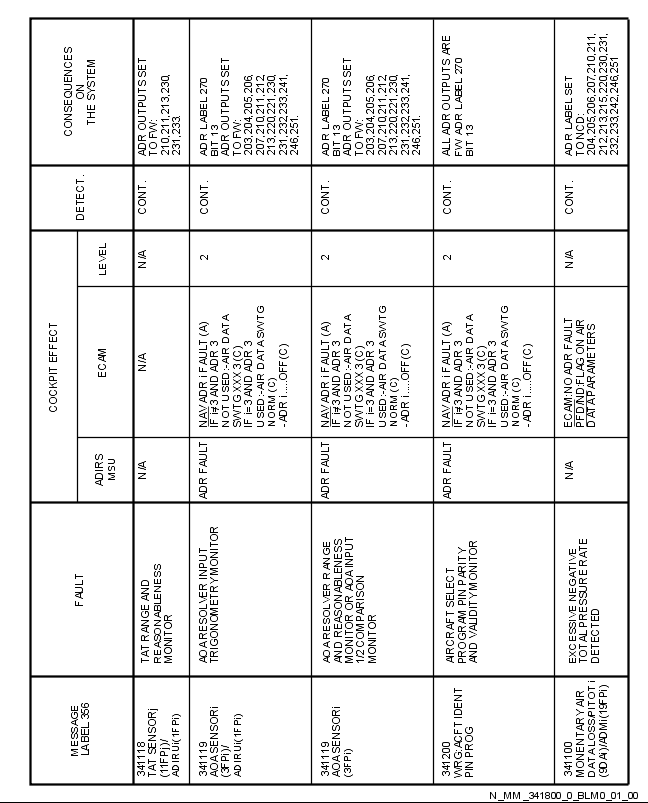 MESSAGE
LABEL 356
FAULT
COCKPIT EFFECT
ADIRS
MSU
ECAM
LEVEL
DETECT.
CONSEQUENCES
ON
THE SYSTEM
341118
TAT SENSORj
(11FPi)/
ADIRUi(1FPi)
TAT RANGE AND
REASONABLENESS
MONITOR
N/A
N/A
N/A
CONT.
ADR OUTPUTS SET
TO FW:
210,211,213,230,
231,233.
341119
AOA SENSORi
(3FPi)/
ADIRUi(1FPi)
AOA RESOLVER INPUT
TRIGONOMETRY MONITOR
ADR FAULT
NAV ADR i FAULT (A)
IF i≠3 AND ADR 3
NOT USED:-AIR DATA
SWTG XXX 3 (C)
IF i=3 AND ADR 3
USED:-AIR DATA SWTG
NORM (C)
-ADR i....OFF(C)
2
CONT.
ADR LABEL 270
BIT 13
ADR OUTPUTS SET
TO FW:
203,204,205,206,
207,210,211,212
213,220,221,230,
231,232,233,241,
246,251.
341119
AOA SENSORi
(3FPi)
AOA RESOLVER RANGE
AND REASONABLENESS
MONITOR OR AOA INPUT
1/2 COMPARISON
MONITOR
ADR FAULT
NAV ADR i FAULT (A)
IF i≠3 AND ADR 3
NOT USED:-AIR DATA
SWTG XXX 3 (C)
IF i=3 AND ADR 3
USED:-AIR DATA SWTG
NORM (C)
-ADR i....OFF(C)
2
CONT.
ADR LABEL 270
BIT 13
ADR OUTPUTS SET
TO FW:
203,204,205,206,
207,210,211,212
213,220,221,230,
231,232,233,241,
246,251.
341200
WRG:ACFT IDENT
PIN PROG
AIRCRAFT SELECT
PROGRAM PIN PARITY
AND VALIDITY MONITOR
ADR FAULT
NAV ADR i FAULT (A)
IF i≠3 AND ADR 3
NOT USED:-AIR DATA
SWTG XXX 3 (C)
IF i=3 AND ADR 3
USED:-AIR DATA SWTG
NORM (C)
-ADR i....OFF(C)
2
CONT.
ALL ADR OUTPUTS ARE
FW ADR LABEL 270
BIT 13
341100
MONENTARY AIR
DATA LOSS/PITOT i
(9DA)/ADMi(19FPi)
EXCESSIVE NEGATIVE
TOTAL PRESSURE RATE
DETECTED
N/A
ECAM:NO ADR FAULT
PFD/ND:FLAG ON AIR
DATA PARAMETERS
N/A
CONT.
ADR LABEL SET
TO NCD:
204,205,206,207,210,211,
212,213,215,220,230,231,
232,233,242,246,251
N_MM_341800_0_BLM0_01_00